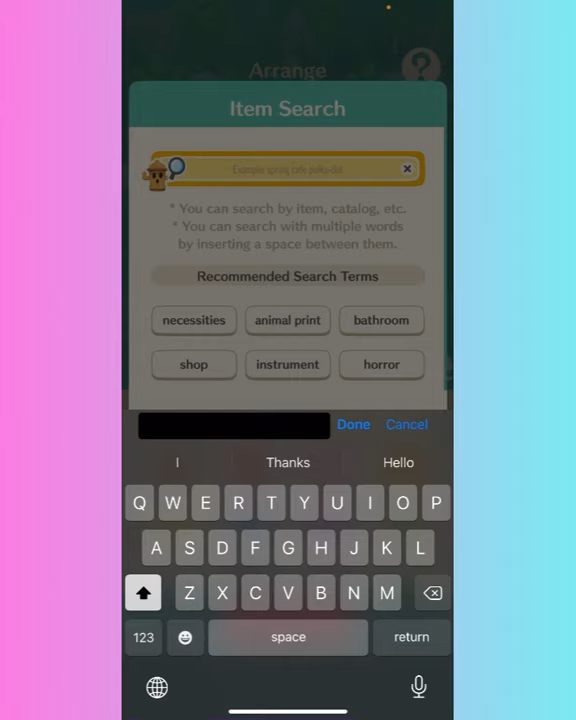 Arrange
?
Item Search
Example: spring cafe polka-dot
* You can search by item, catalog, etc.
* You can search with multiple words
by inserting a space between them.
Recommended Search Terms
necessities animal print bathroom
shop instrument horror
Done Cancel
I Thanks Hello
Q W E R T Y U I O P
A S D F G H J K L
Z X C V B N M
123 space return